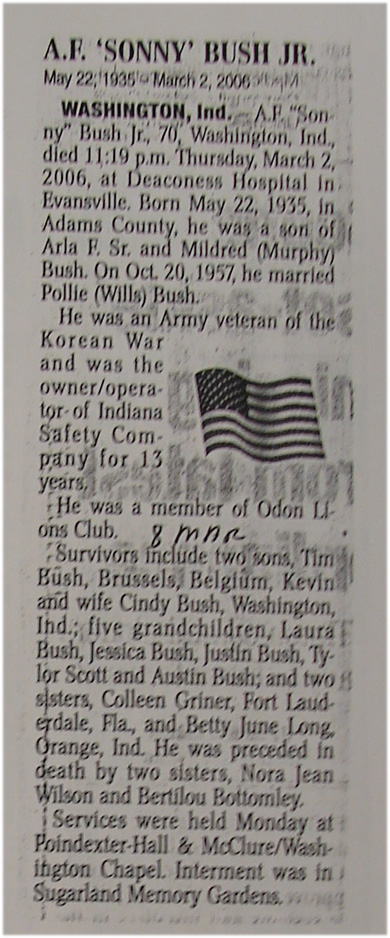 A.F. 'SONNY' BUSH JR.
May 22, 1935 - March 2, 2006
WASHINGTON, Ind. – A.F. "Son-
ny" Bush Jr., 70, Washington, Ind.,
died 11:19 p.m. Thursday, March 2,
2006, at Deaconess Hospital in
Evansville. Born May 22, 1935, in
Adams County, he was a son of
Arla F. Sr. and Mildred (Murphy)
Bush. On Oct. 20, 1957, he married
Pollie (Wills) Bush.
He was an Army veteran of the
Korean War
and was the
owner/opera-
tor of Indiana
Safety Com-
pany for 13
years.
He was a member of Odon Li-
ons Club. 8 MAR
Survivors include two sons, Tim
Bush, Brussels, Belgium, Kevin
and wife Cindy Bush, Washington,
Ind.; five grandchildren, Laura
Bush, Jessica Bush, Justin Bush, Ty-
lor Scott and Austin Bush; and two
sisters, Colleen Griner, Fort Laud-
erdale, Fla., and Betty June Long,
Orange, Ind. He was preceded in
death by two sisters, Nora Jean
Wilson and Bertilou Bottomley.
Services were held Monday at
Poindexter-Hall & McClure/Wash-
ington Chapel. Interment was in
Sugarland Memory Gardens.